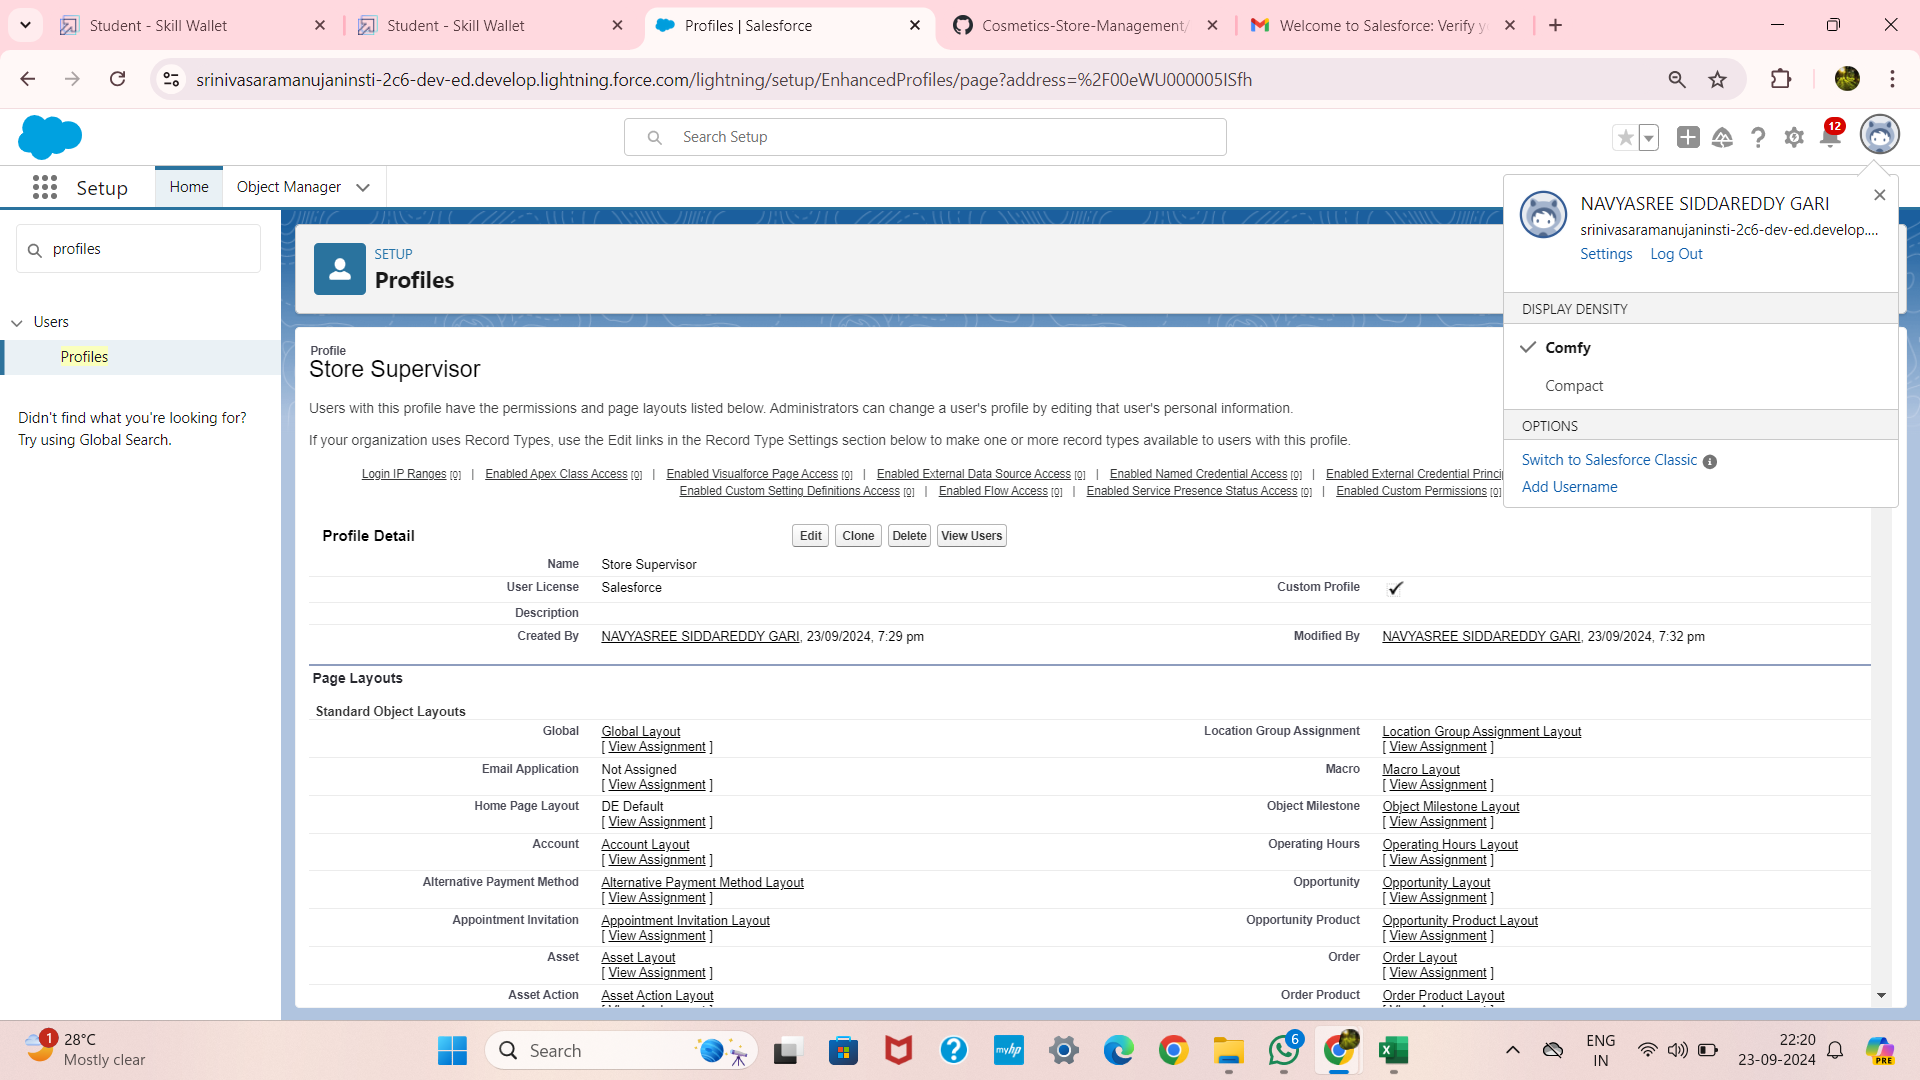 Student - Skill Wallet
Student - Skill Wallet
Profiles | Salesforce
Cosmetics-Store-Management/
Welcome to Salesforce: Verify y
srinivasaramanujaninsti-2c6-dev-ed.develop.lightning.force.com/lightning/setup/EnhancedProfiles/page?address=%2F00eWU000005ISfh
Search Setup
12
Setup
Home
Object Manager
NAVYASREE SIDDAREDDY GARI
srinivasaramanujaninsti-2c6-dev-ed.develop....
Settings Log Out
DISPLAY DENSITY
Comfy
Compact
OPTIONS
Switch to Salesforce Classic
Add Username
profiles
Users
Profiles
Didn't find what you're looking for?
Try using Global Search.
SETUP
Profiles
Profile
Store Supervisor
Users with this profile have the permissions and page layouts listed below. Administrators can change a user's profile by editing that user's personal information.
If your organization uses Record Types, use the Edit links in the Record Type Settings section below to make one or more record types available to users with this profile.
Login IP Ranges [0] | Enabled Apex Class Access [0] | Enabled Visualforce Page Access [0] | Enabled External Data Source Access [0] | Enabled Named Credential Access [0] | Enabled External Credential Princi
Enabled Custom Setting Definitions Access [0] | Enabled Flow Access [0] | Enabled Service Presence Status Access [0] | Enabled Custom Permissions [0]
Profile Detail Edit Clone Delete View Users
Name Store Supervisor
User License Salesforce Custom Profile
Description
Created By NAVYASREE SIDDAREDDY GARI, 23/09/2024, 7:29 pm Modified By NAVYASREE SIDDAREDDY GARI, 23/09/2024, 7:32 pm
Page Layouts
Standard Object Layouts
Global Global Layout Location Group Assignment Location Group Assignment Layout
[ View Assignment ] [ View Assignment ]
Email Application Not Assigned Macro Macro Layout
[ View Assignment ] [ View Assignment ]
Home Page Layout DE Default Object Milestone Object Milestone Layout
[ View Assignment ] [ View Assignment ]
Account Account Layout Operating Hours Operating Hours Layout
[ View Assignment ] [ View Assignment ]
Alternative Payment Method Alternative Payment Method Layout Opportunity Opportunity Layout
[ View Assignment ] [ View Assignment ]
Appointment Invitation Appointment Invitation Layout Opportunity Product Opportunity Product Layout
[ View Assignment ] [ View Assignment ]
Asset Asset Layout Order Order Layout
[ View Assignment ] [ View Assignment ]
Asset Action Asset Action Layout Order Product Order Product Layout
1
28°C
Mostly clear
Search
myhp
6
ENG
IN
22:20
23-09-2024
PRE